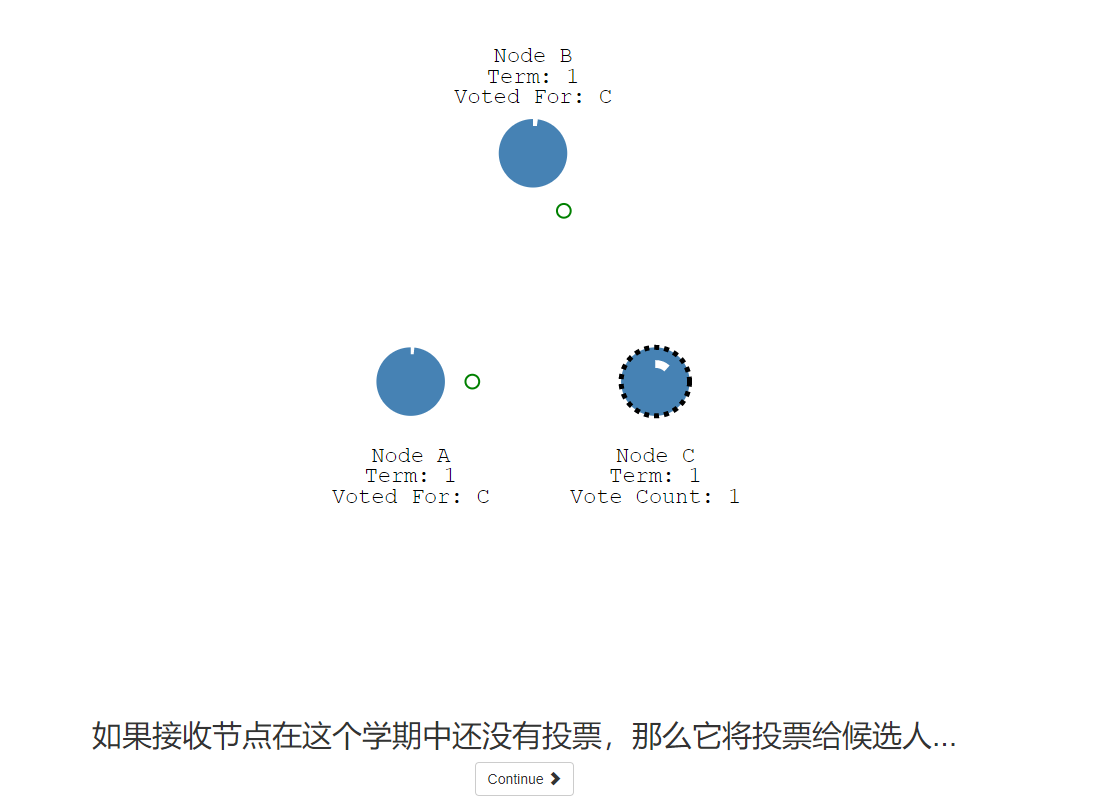 Node B
Term: 1
Voted For: C
Node A
Term: 1
Voted For: C
Node C
Term: 1
Vote Count: 1
如果接收节点在这个学期中还没有投票，那么它将投票给候选人...
Continue